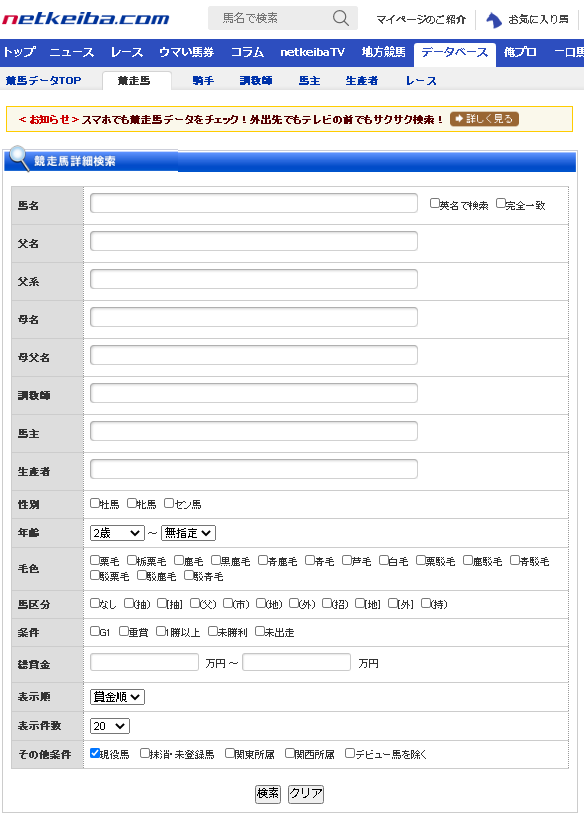 netkeiba.com 馬名で検索 マイページのご紹介 お気に入り馬
トップ ニュース レース ウマい馬券 コラム netkeibaTV 地方競馬 データベース 俺プロ 一口馬
競馬データTOP 競走馬 騎手 調教師 馬主 生産者 レース
< お知らせ > スマホでも競走馬データをチェック！外出先でもテレビの前でもサクサク検索！ 詳しく見る
競走馬詳細検索
馬名 英名で検索 完全一致
父名
父系
母名
母父名
調教師
馬主
生産者
性別 牡馬 牝馬 セン馬
年齢 2歳 ～ 無指定
毛色 栗毛 栃栗毛 鹿毛 黒鹿毛 青鹿毛 青毛 芦毛 白毛 栗駁毛 鹿駁毛 青駁毛
駁栗毛 駁鹿毛 駁青毛
馬区分 なし (抽) [抽] (父) (市) (地) (外) (招) [地] [外] (持)
条件 G1 重賞 1勝以上 未勝利 未出走
総賞金 万円 ～ 万円
表示順 賞金順
表示件数 20
その他条件 現役馬 抹消・未登録馬 関東所属 関西所属 デビュー馬を除く
検索 クリア